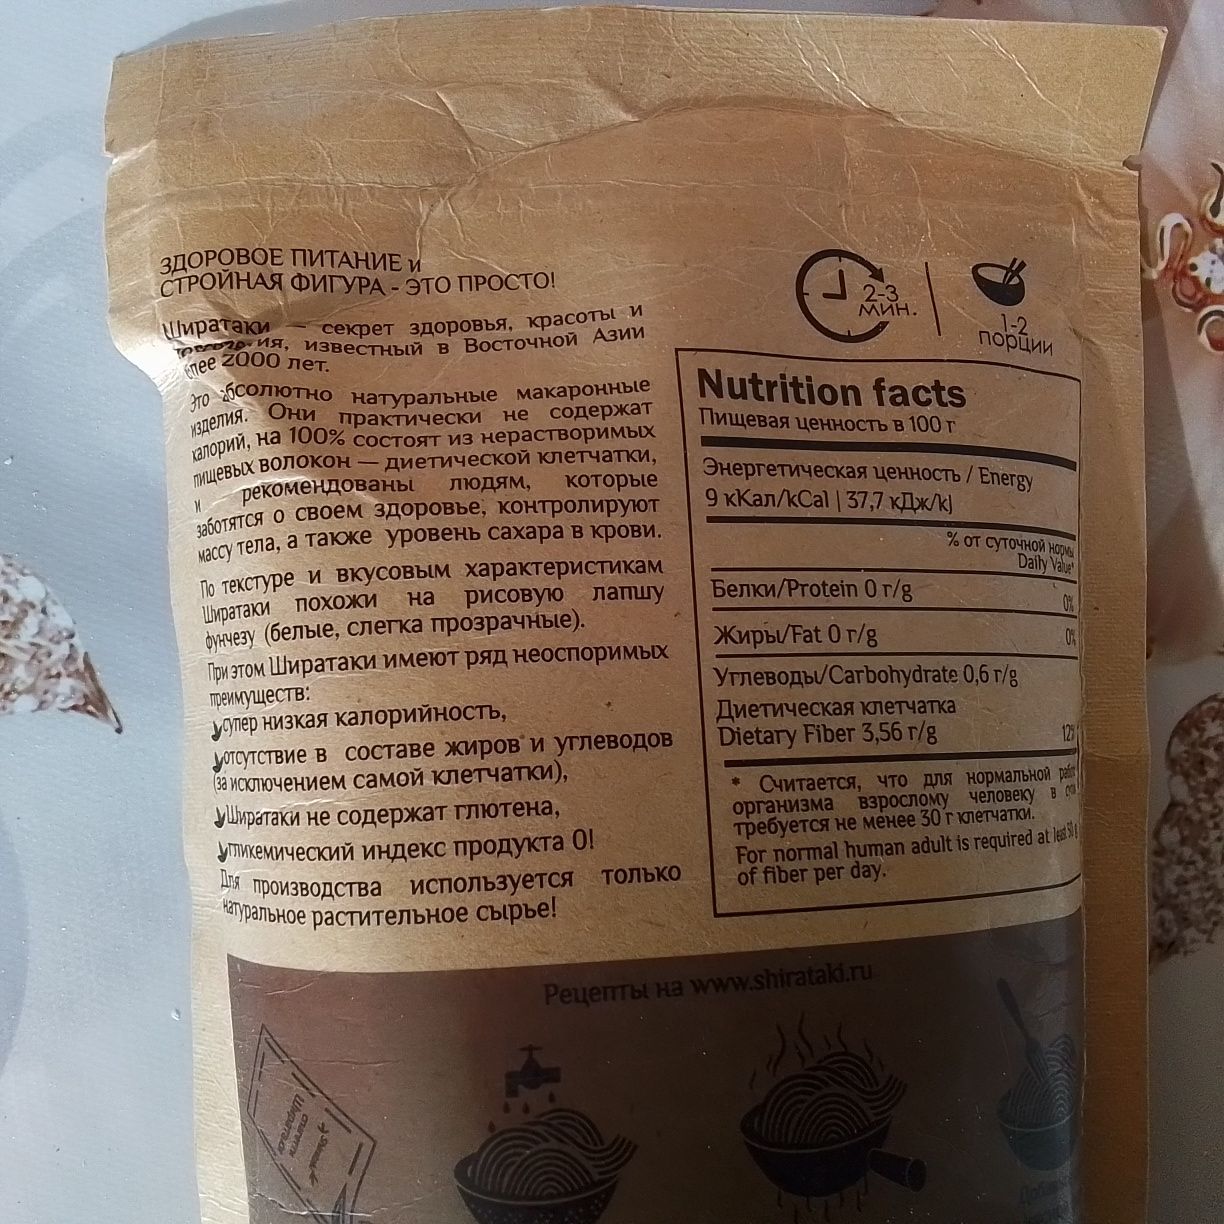 ЗДОРОВОЕ ПИТАНИЕ и
СТРОЙНАЯ ФИГУРА - ЭТО ПРОСТО!
Ширатаки — секрет здоровья, красоты и
известный в Восточной Азии
2000 лет.
Это абсолютно натуральные макаронные
изделия. Они практически не содержат
калорий, на 100% состоят из нерастворимых
пищевых волокон — диетической клетчатки,
и рекомендованы людям, которые
заботятся о своем здоровье, контролируют
массу тела, а также уровень сахара в крови.
По текстуре и вкусовым характеристикам
Ширатаки похожи на рисовую лапшу
фунчезу (белые, слегка прозрачные).
При этом Ширатаки имеют ряд неоспоримых
преимуществ:
супер низкая калорийность,
отсутствие в составе жиров и углеводов
(за исключением самой клетчатки),
Ширатаки не содержат глютена,
гликемический индекс продукта 0!
Для производства используется только
натуральное растительное сырье!
2-3
МИН.
1-2
порции
Nutrition facts
Пищевая ценность в 100 г
Энергетическая ценность / Energy
9 кКал/kCal | 37,7 кДж/kJ
% от суточной нормы
Daily Value*
Белки/Protein 0 г/g 0%
Жиры/Fat 0 г/g 0%
Углеводы/Carbohydrate 0,6 г/g
Диетическая клетчатка
Dietary Fiber 3,56 г/g 12%
* Считается, что для нормальной
организма взрослому человеку в
требуется не менее 30 г клетчатки.
For normal human adult is required at least 30 g
of fiber per day.
Рецепты на www.shirataki.ru
Ширатаки